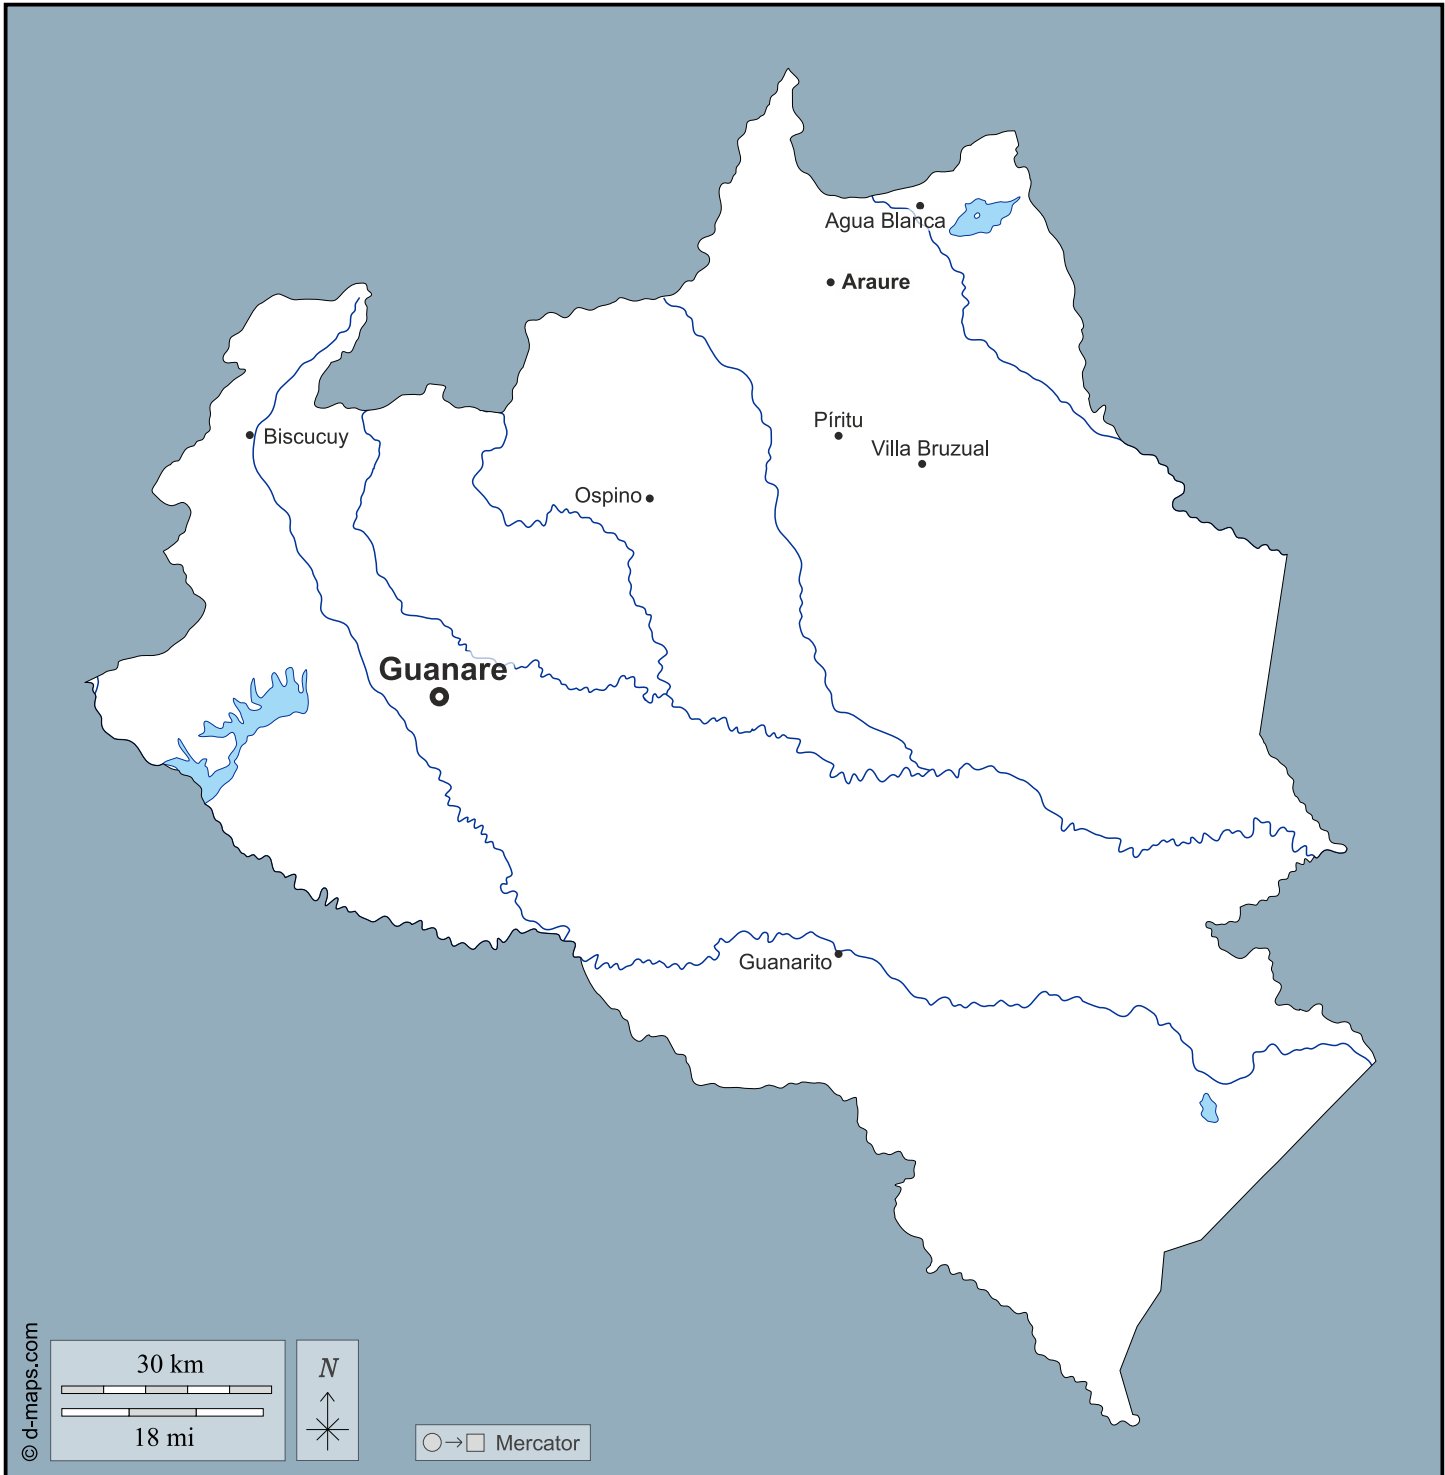 Agua Blanca
Araure
Píritu
Biscucuy
Villa Bruzual
Ospino
Guanare
Guanarito
© d-maps.com
30 km
18 mi
N
Mercator